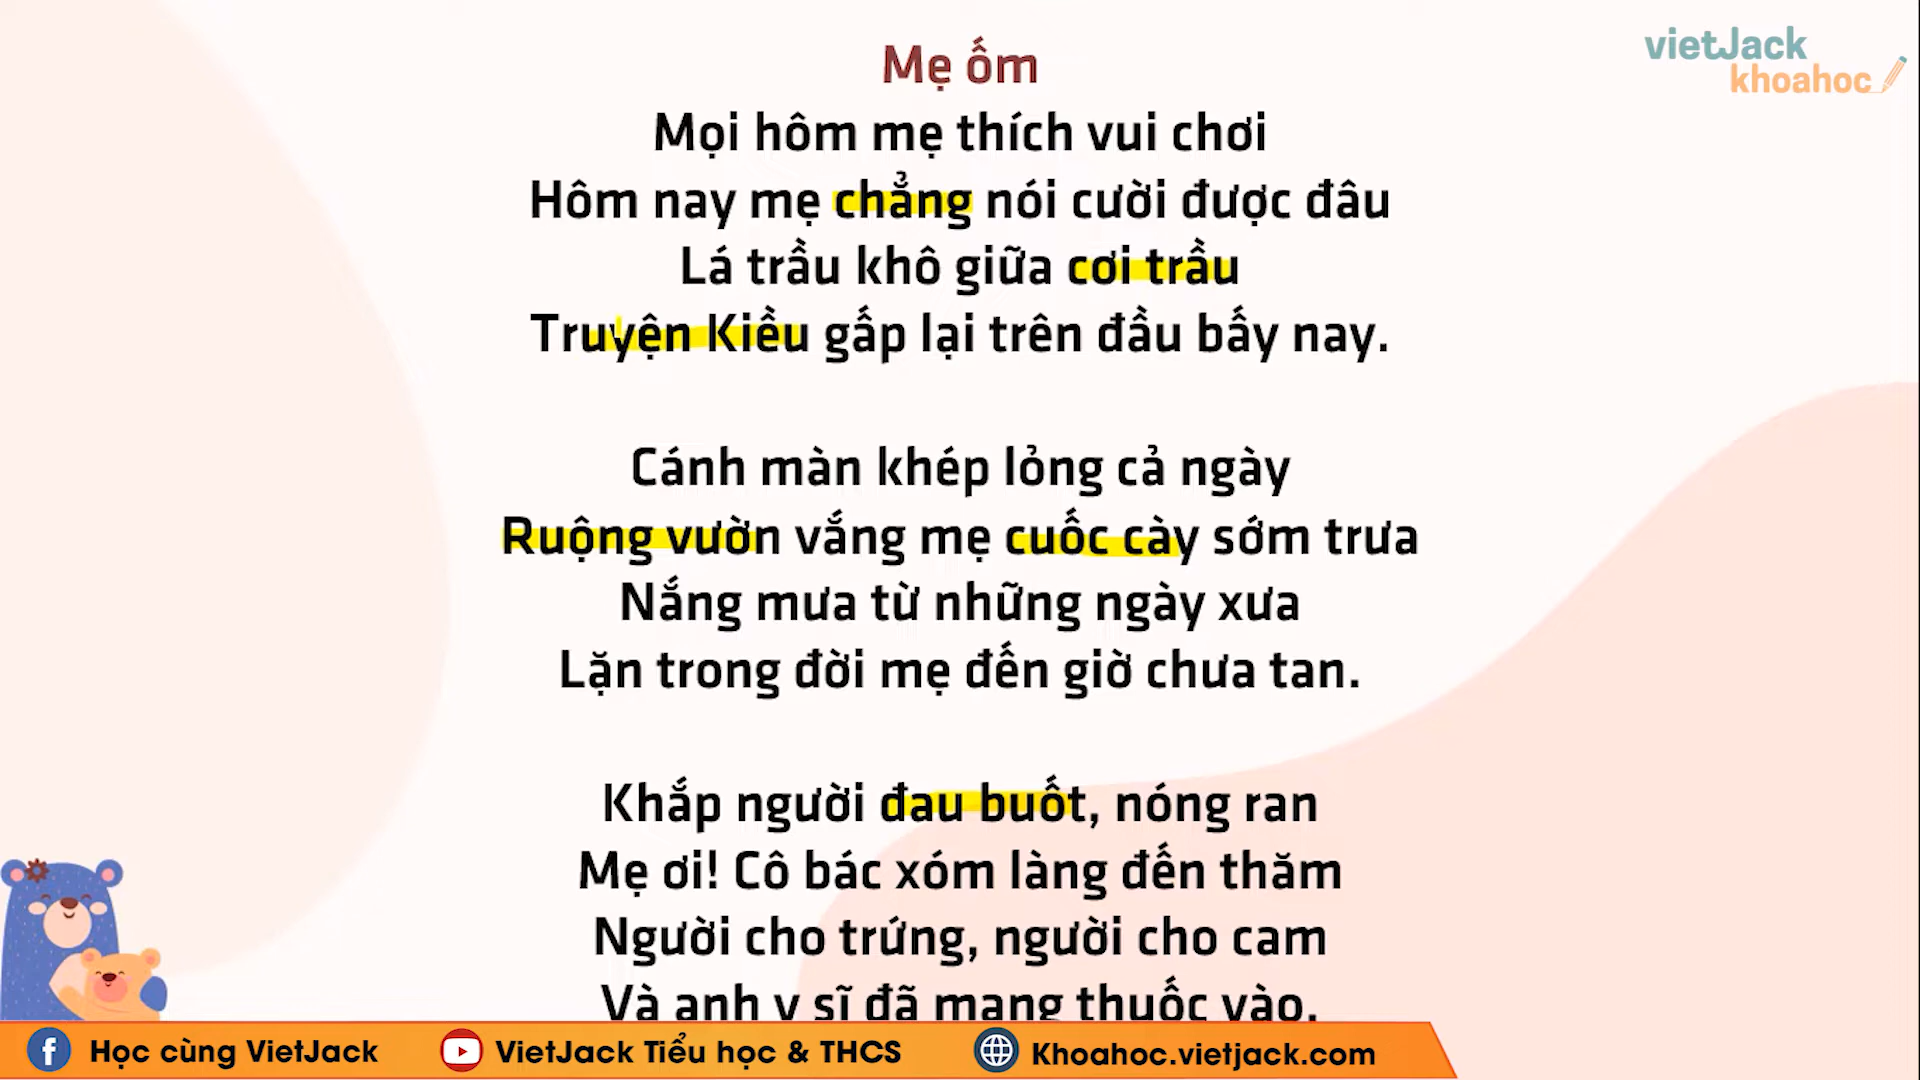 vietJack
khoahoc
Mẹ ốm
Mọi hôm mẹ thích vui chơi
Hôm nay mẹ chẳng nói cười được đâu
Lá trầu khô giữa cơi trầu
Truyện Kiều gấp lại trên đầu bấy nay.
Cánh màn khép lỏng cả ngày
Ruộng vườn vắng mẹ cuốc cày sớm trưa
Nắng mưa từ những ngày xưa
Lặn trong đời mẹ đến giờ chưa tan.
Khắp người đau buốt, nóng ran
Mẹ ơi! Cô bác xóm làng đến thăm
Người cho trứng, người cho cam
Và anh y sĩ đã mang thuốc vào.
Học cùng VietJack
VietJack Tiểu học & THCS
Khoahoc.vietjack.com